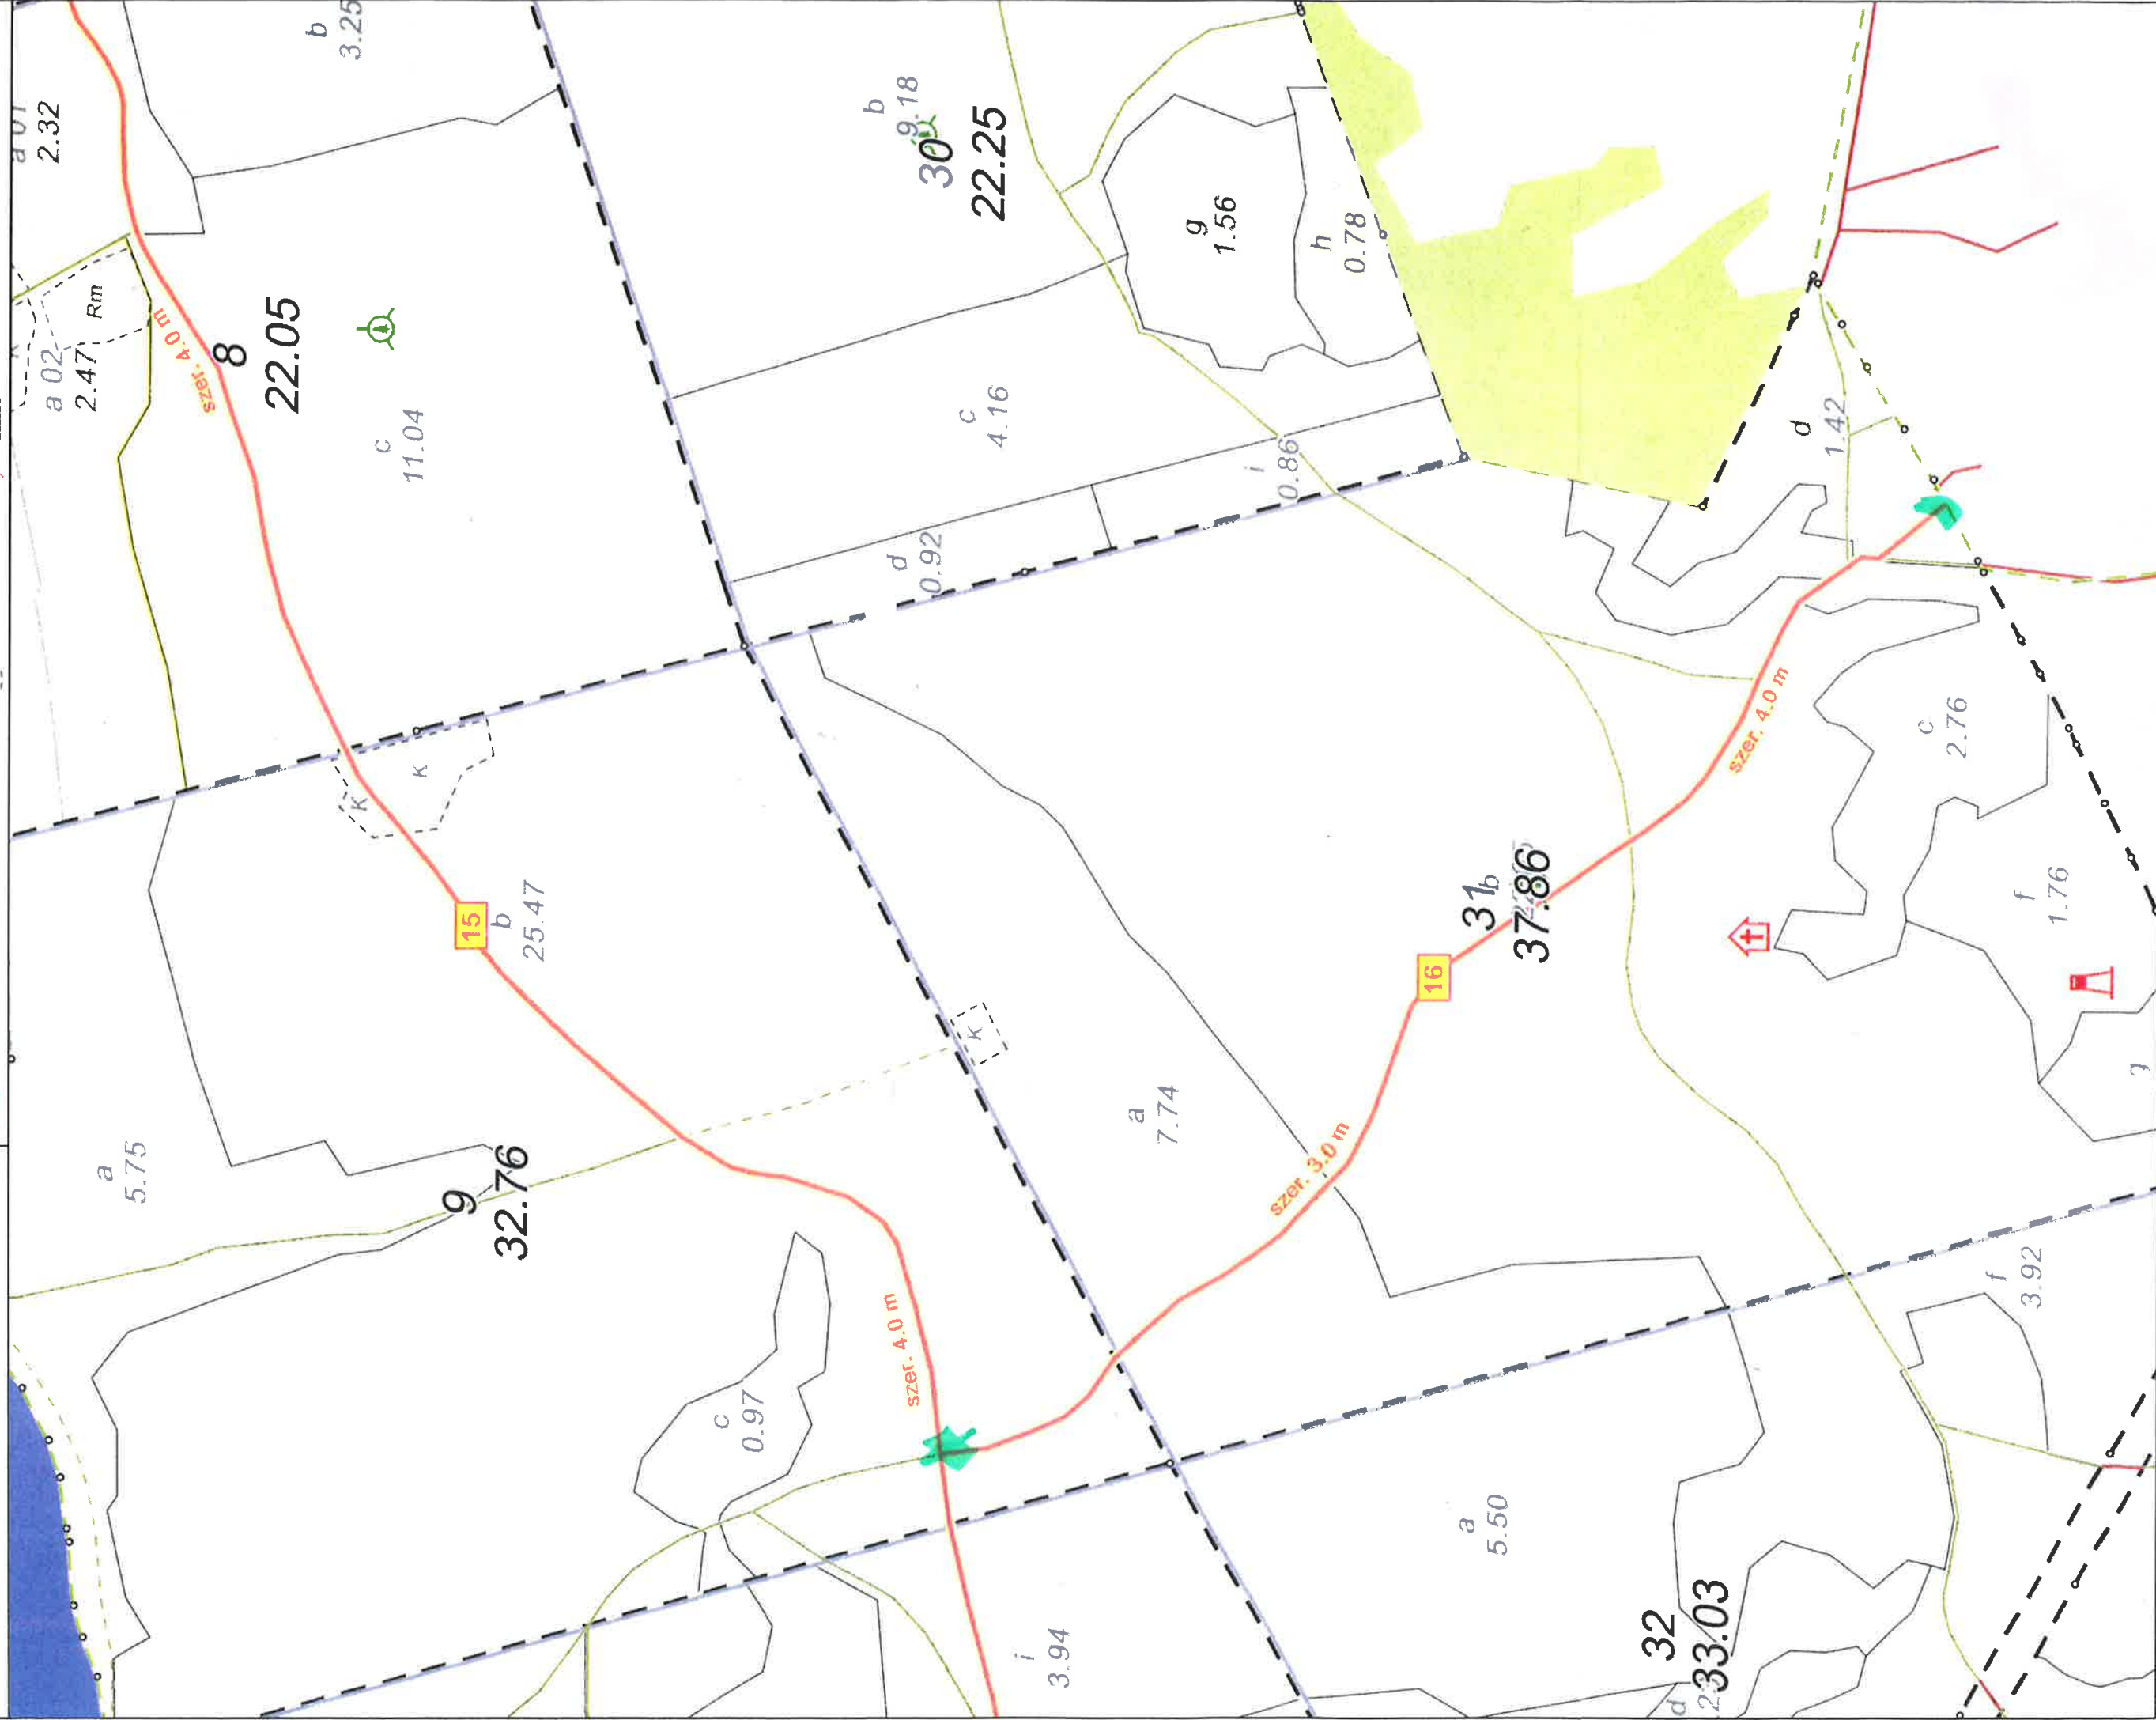 a 01
2.32
b
3.25
b
9.18
30
22.25
g
1.56
h
0.78
Rm
a 02
2.47
szer. 4.0 m
8
22.05
c
11.04
c
4.16
i
0.86
d
1.42
d
0.92
K
K
15
b
25.47
szer. 4.0 m
c
2.76
31
b
37.86
16
f
1.76
K
a
7.74
a
5.75
9
32.76
szer. 3.0 m
szer. 4.0 m
c
0.97
f
3.92
a
5.50
i
3.94
32
33.03
d